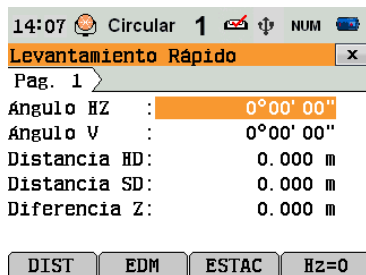 14:07 Circular 1 NUM
Levantamiento Rápido x
Pag. 1
Ángulo HZ : 0°00'00"
Ángulo V : 0°00'00"
Distancia HD: 0.000 m
Distancia SD: 0.000 m
Diferencia Z: 0.000 m
DIST EDM ESTAC Hz=0